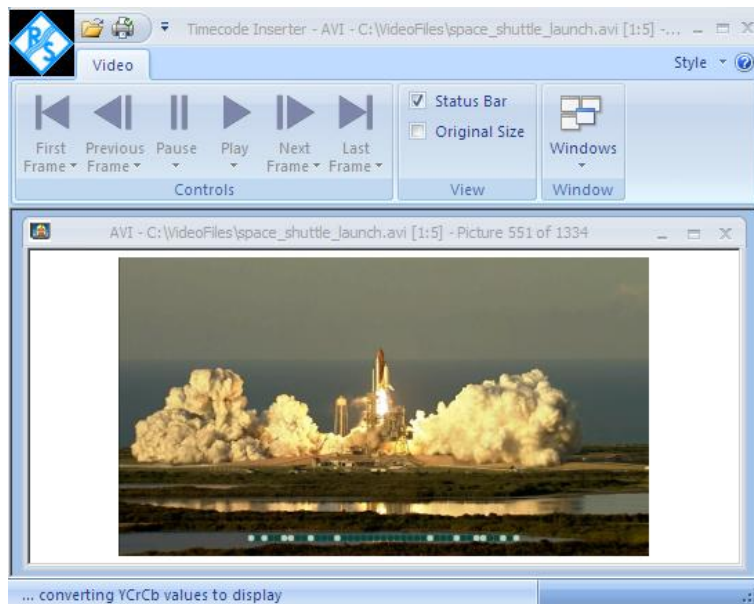 R&S
Timecode Inserter - AVI - C:\VideoFiles\space_shuttle_launch.avi [1:5] -...
Video
Style
First Frame
Previous Frame
Pause
Play
Next Frame
Last Frame
Controls
Status Bar
Original Size
View
Windows
Window
AVI - C:\VideoFiles\space_shuttle_launch.avi [1:5] - Picture 551 of 1334
... converting YCrCb values to display